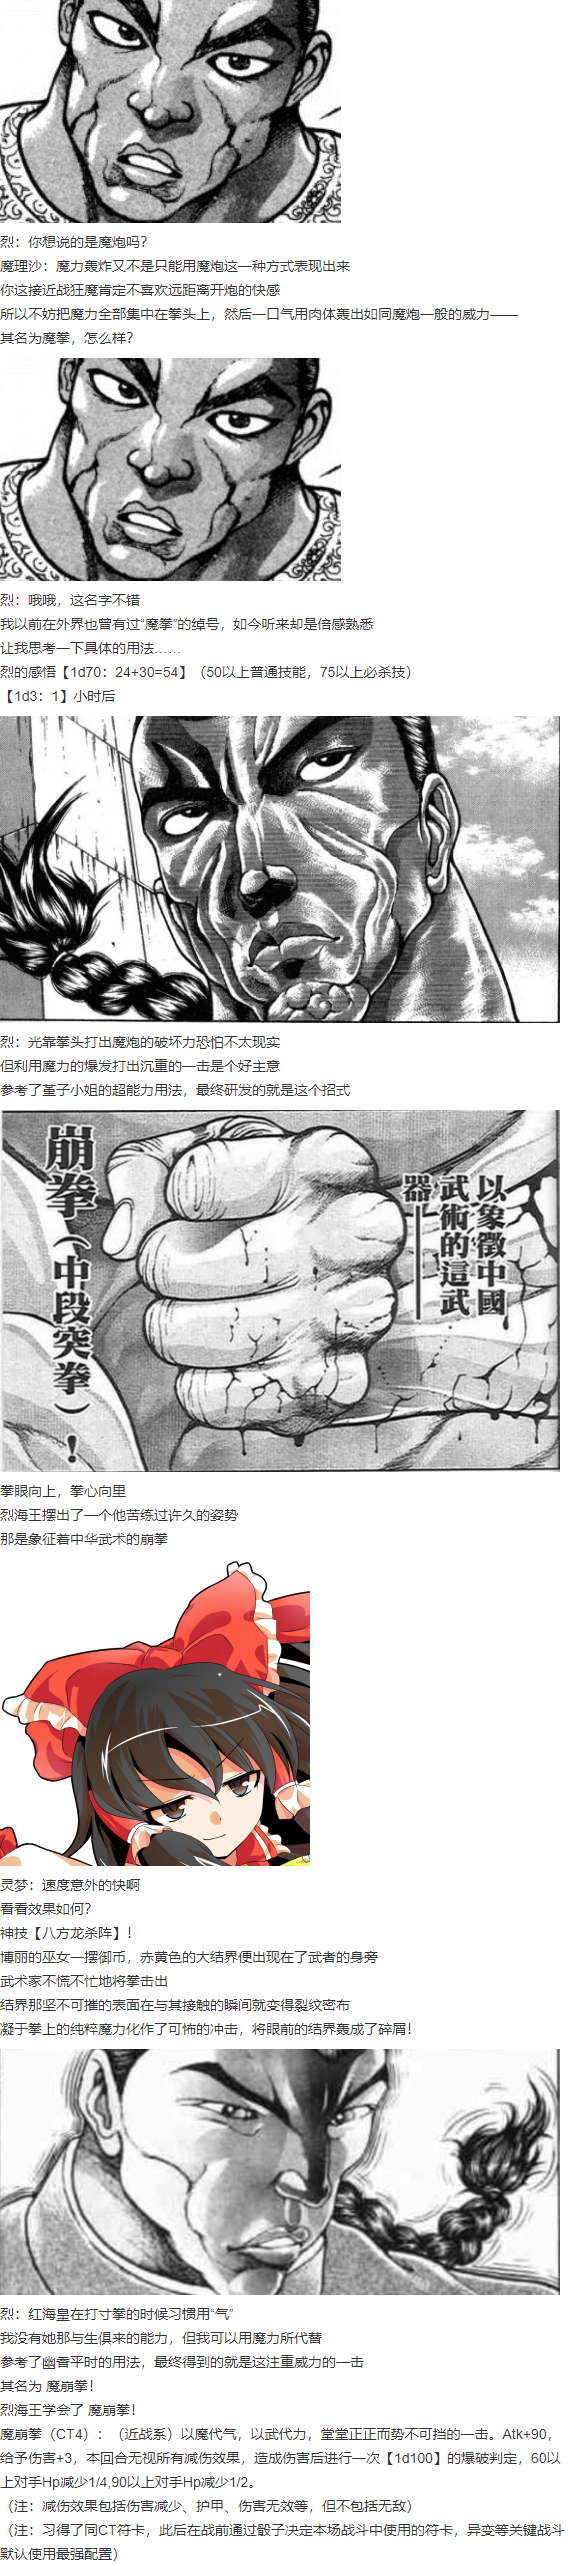 烈：你想说的是魔炮吗？
魔理沙：魔力轰炸又不是只能用魔炮这一种方式表现出来
你这接近战狂魔肯定不喜欢远距离开炮的快感
所以不妨把魔力全部集中在拳头上，然后一口气用肉体轰出如同魔炮一般的威力——
其名为魔拳，怎么样？
烈：哦哦，这名字不错
我以前在外界也曾有过“魔拳”的绰号，如今听来却是倍感熟悉
让我思考一下具体的用法……
烈的感悟【1d70：24+30=54】（50以上普通技能，75以上必杀技）
【1d3：1】小时后
烈：光靠拳头打出魔炮的破坏力恐怕不太现实
但利用魔力的爆发打出沉重的一击是个好主意
参考了堇子小姐的超能力用法，最终研发的就是这个招式
以象徵中國
武術的這武
器——
崩拳（中段突拳）！
拳眼向上，拳心向里
烈海王摆出了一个他苦练过许久的姿势
那是象征着中华武术的崩拳
灵梦：速度意外的快啊
看看效果如何？
神技【八方龙杀阵】！
博丽的巫女一摆御币，赤黄色的大结界便出现在了武者的身旁
武术家不慌不忙地将拳击出
结界那坚不可摧的表面在与其接触的瞬间就变得裂纹密布
凝于拳上的纯粹魔力化作了可怖的冲击，将眼前的结界轰成了碎屑！
烈：红海皇在打寸拳的时候习惯用“气”
我没有她那与生俱来的能力，但我可以用魔力所代替
参考了幽香平时的用法，最终得到的就是这注重威力的一击
其名为 魔崩拳！
烈海王学会了 魔崩拳！
魔崩拳（CT4）：（近战系）以魔代气，以武代力，堂堂正正而势不可挡的一击。Atk+90，
给予伤害+3，本回合无视所有减伤效果，造成伤害后进行一次【1d100】的爆破判定，60以
上对手Hp减少1/4,90以上对手Hp减少1/2。
（注：减伤效果包括伤害减少、护甲、伤害无效等，但不包括无敌）
（注：习得了同CT符卡，此后在战前通过骰子决定本场战斗中使用的符卡，异变等关键战斗
默认使用最强配置）